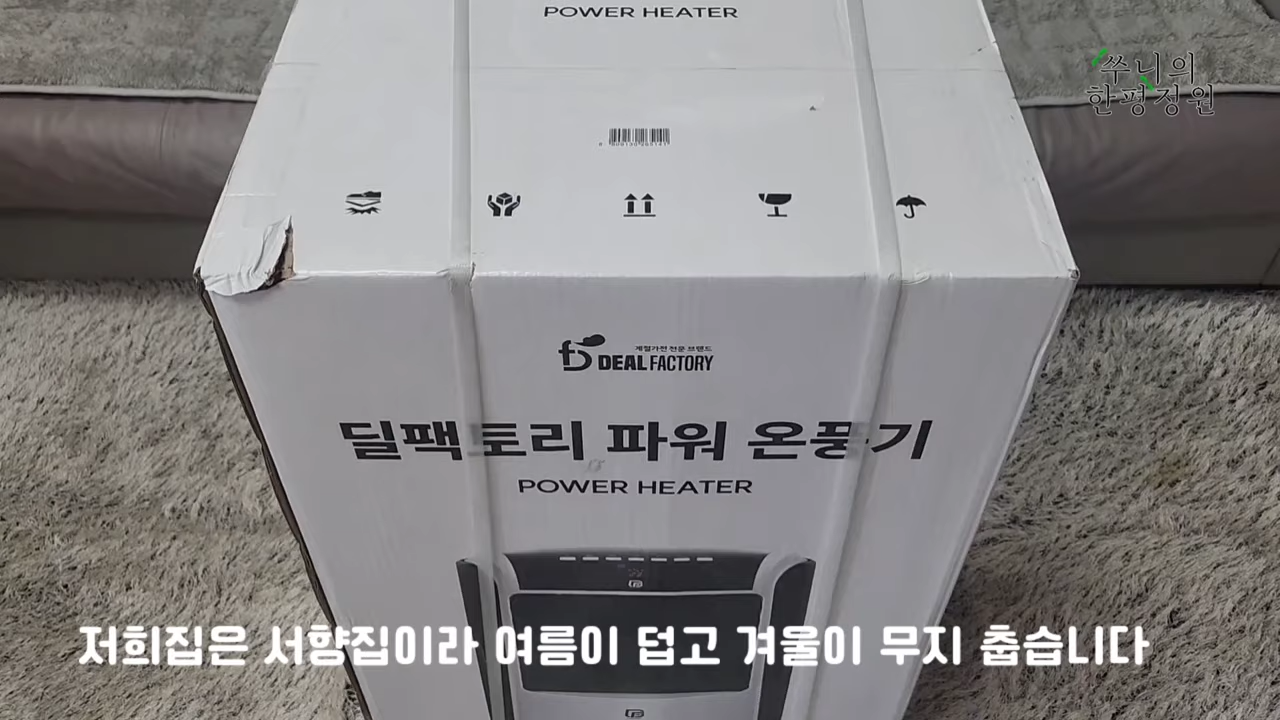 POWER HEATER
쑤니의
한평정원
계절가전 전문 브랜드
DEAL FACTORY
딜팩토리 파워 온풍기
POWER HEATER
저희집은 서향집이라 여름이 덥고 겨울이 무지 춥습니다